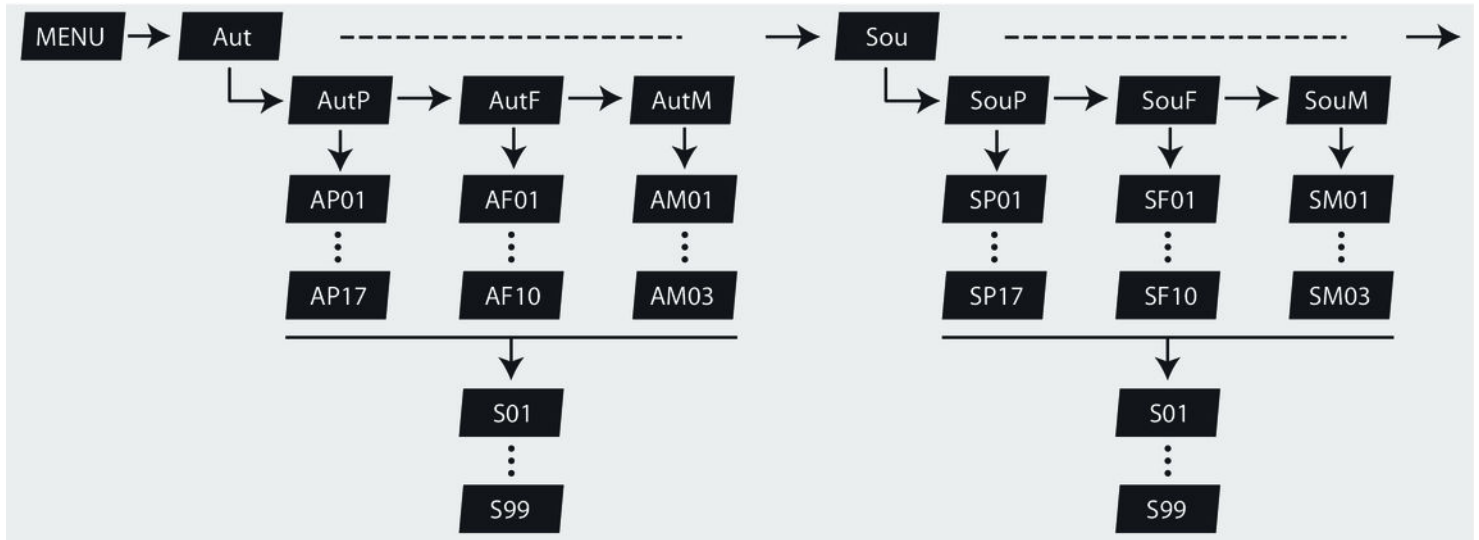 MENU Aut Sou
AutP AutF AutM SouP SouF SouM
AP01 AF01 AM01 SP01 SF01 SM01
AP17 AF10 AM03 SP17 SF10 SM03
S01 S01
S99 S99